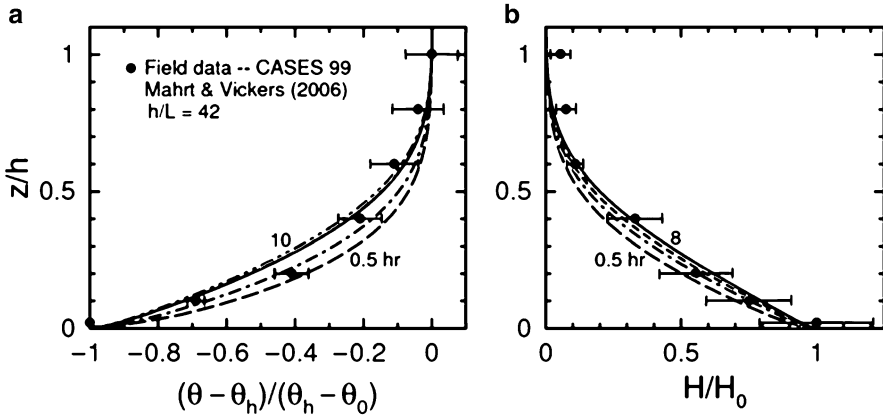 a
b
1
0.5
0
z/h
Field data -- CASES 99
Mahrt & Vickers (2006)
h/L = 42
10
0.5 hr
−1 −0.8 −0.6 −0.4 −0.2 0
(θ − θh)/(θh − θ0)
1
0.5
0
8
0.5 hr
0 0.5 1
H/H0